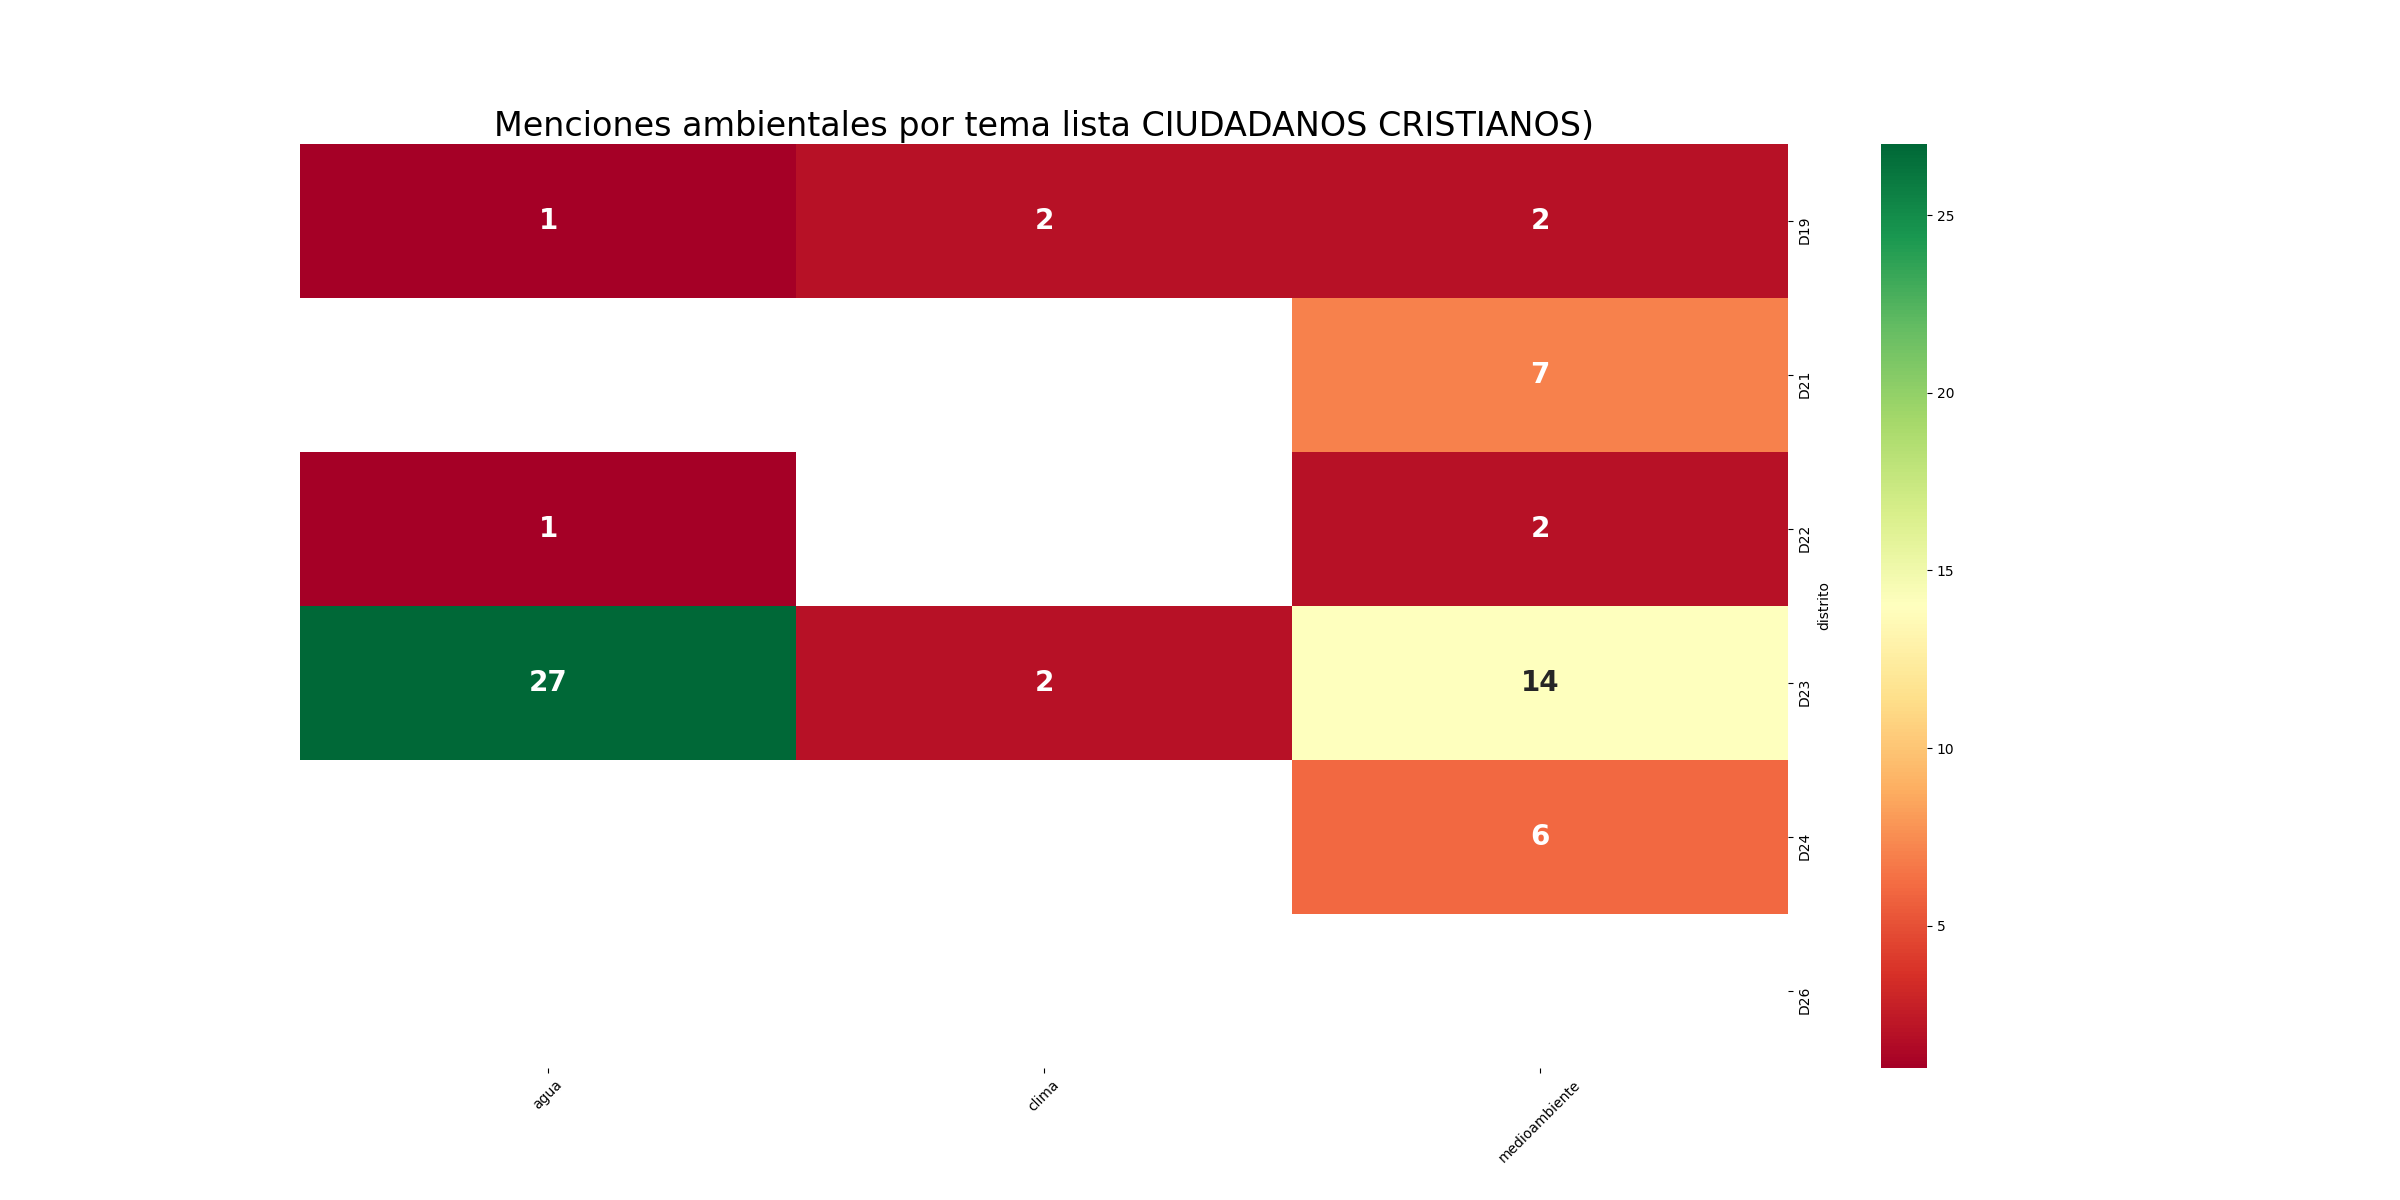 Menciones ambientales por tema lista CIUDADANOS CRISTIANOS)
1 2 2
D19
7
D21
1 2
D22
27 2 14
D23
6
D24
D26
distrito
agua clima medioambiente
25
20
15
10
5